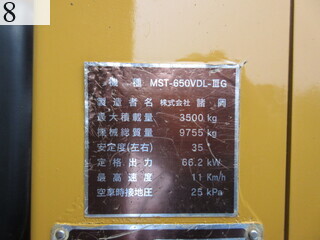 8
機種 MST-650VDL-ⅢG
製造者名 株式会社 諸岡
最大積載量 3500 kg
機械総質量 9755 kg
安定度(左右) 35°
定格出力 66.2 kW
最高速度 11 Km/h
空車時接地圧 25 kPa